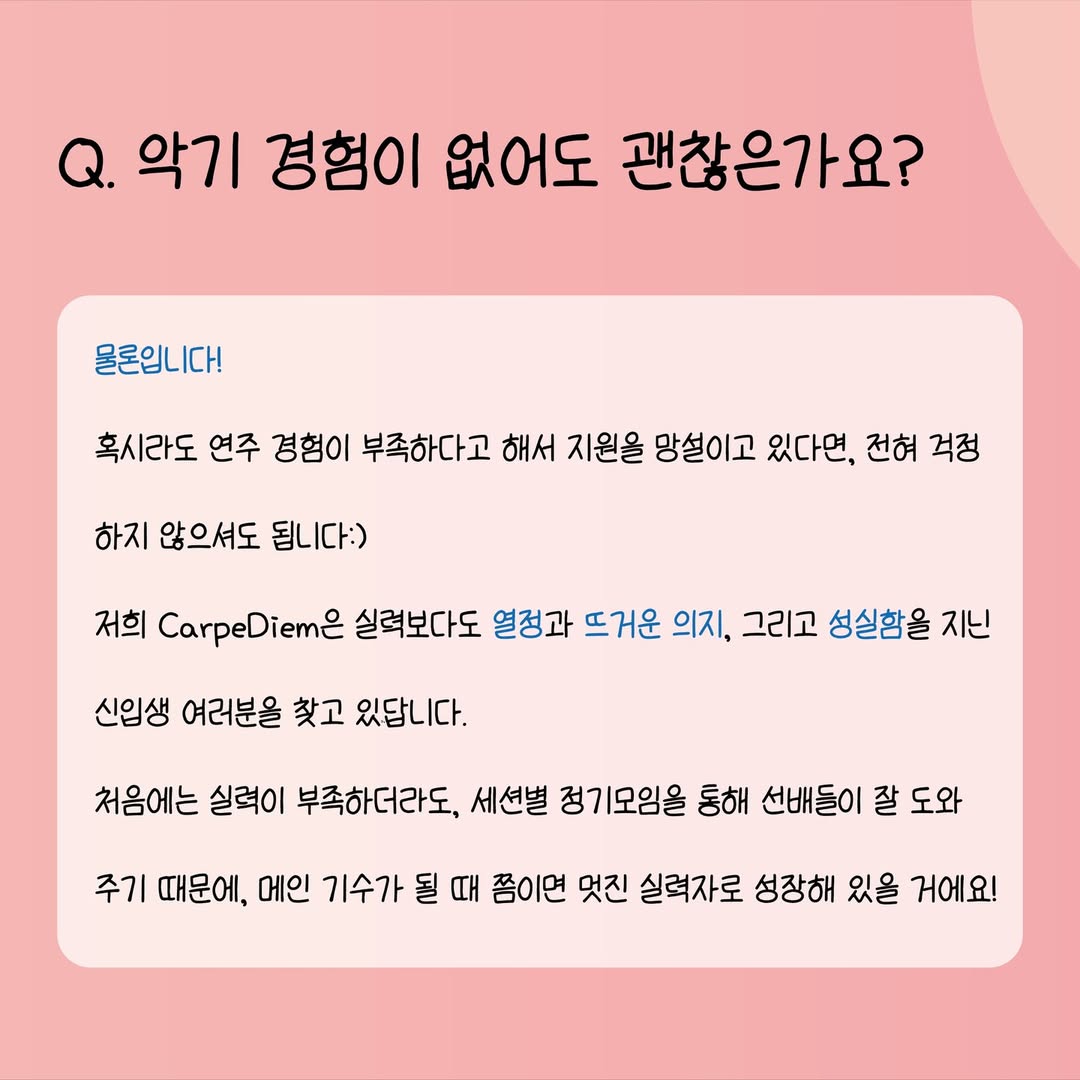 Q. 악기 경험이 없어도 괜찮은가요?
물론입니다!
혹시라도 연주 경험이 부족하다고 해서 지원을 망설이고 있다면, 전혀 걱정
하지 않으셔도 됩니다:)
저희 CarpeDiem은 실력보다도 열정과 뜨거운 의지, 그리고 성실함을 지닌
신입생 여러분을 찾고 있답니다.
처음에는 실력이 부족하더라도, 세션별 정기모임을 통해 선배들이 잘 도와
주기 때문에, 메인 기수가 될 때 쯤이면 멋진 실력자로 성장해 있을 거에요!